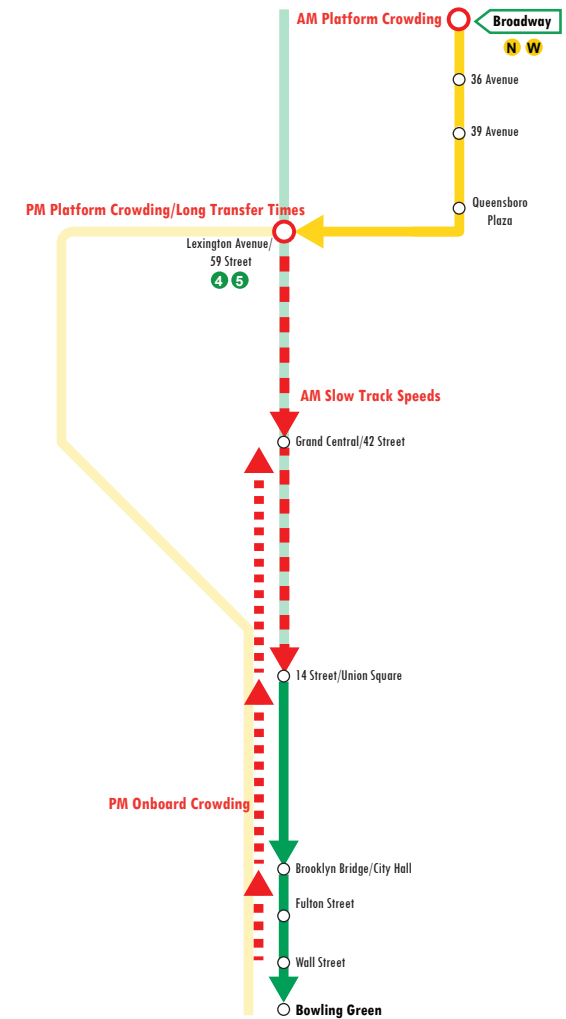 AM Platform Crowding
Broadway
N W
36 Avenue
39 Avenue
Queensboro
Plaza
PM Platform Crowding/Long Transfer Times
Lexington Avenue/
59 Street
4 5
AM Slow Track Speeds
Grand Central/42 Street
14 Street/Union Square
PM Onboard Crowding
Brooklyn Bridge/City Hall
Fulton Street
Wall Street
Bowling Green